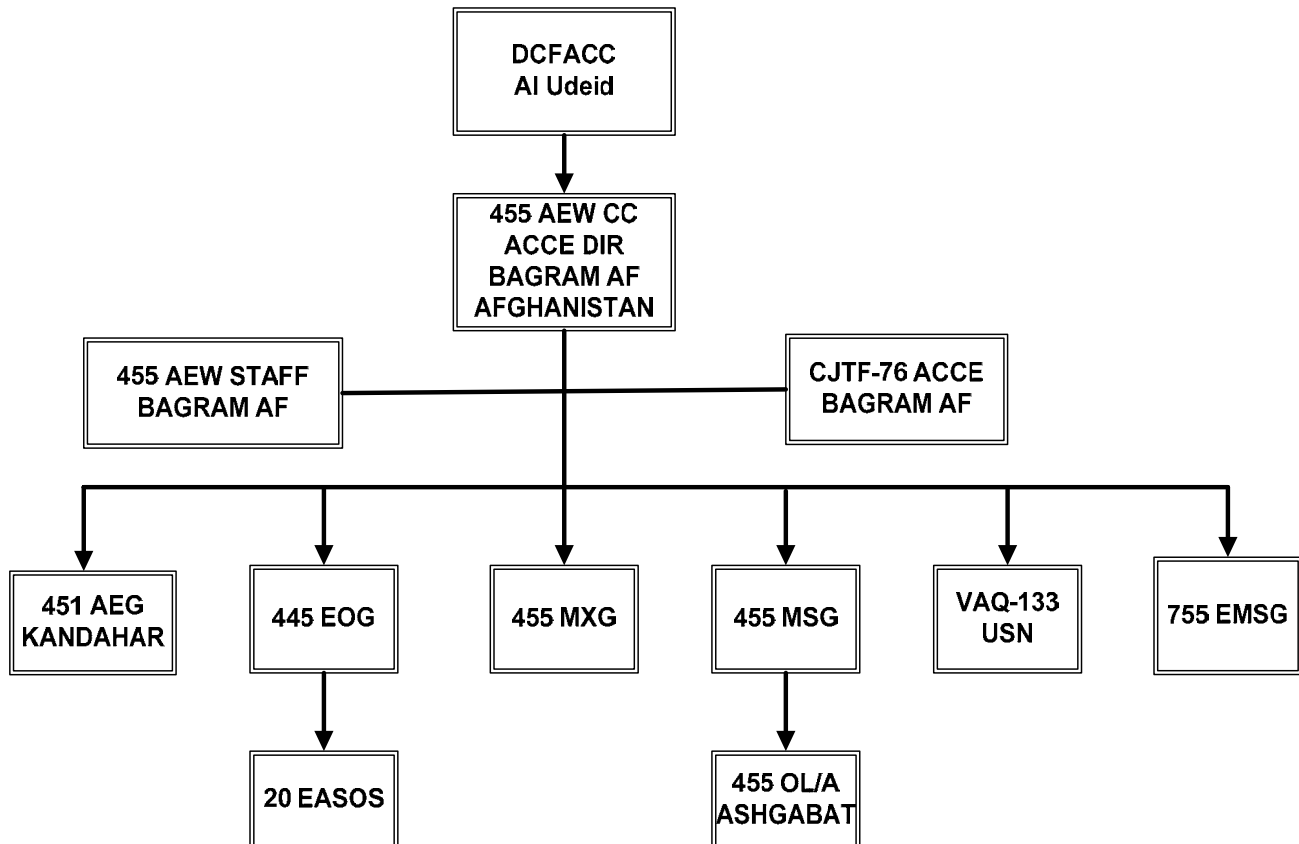 DCFACC
Al Udeid
455 AEW CC
ACCE DIR
BAGRAM AF
AFGHANISTAN
455 AEW STAFF
BAGRAM AF
CJTF-76 ACCE
BAGRAM AF
451 AEG
KANDAHAR
445 EOG
455 MXG
455 MSG
VAQ-133
USN
755 EMSG
20 EASOS
455 OL/A
ASHGABAT